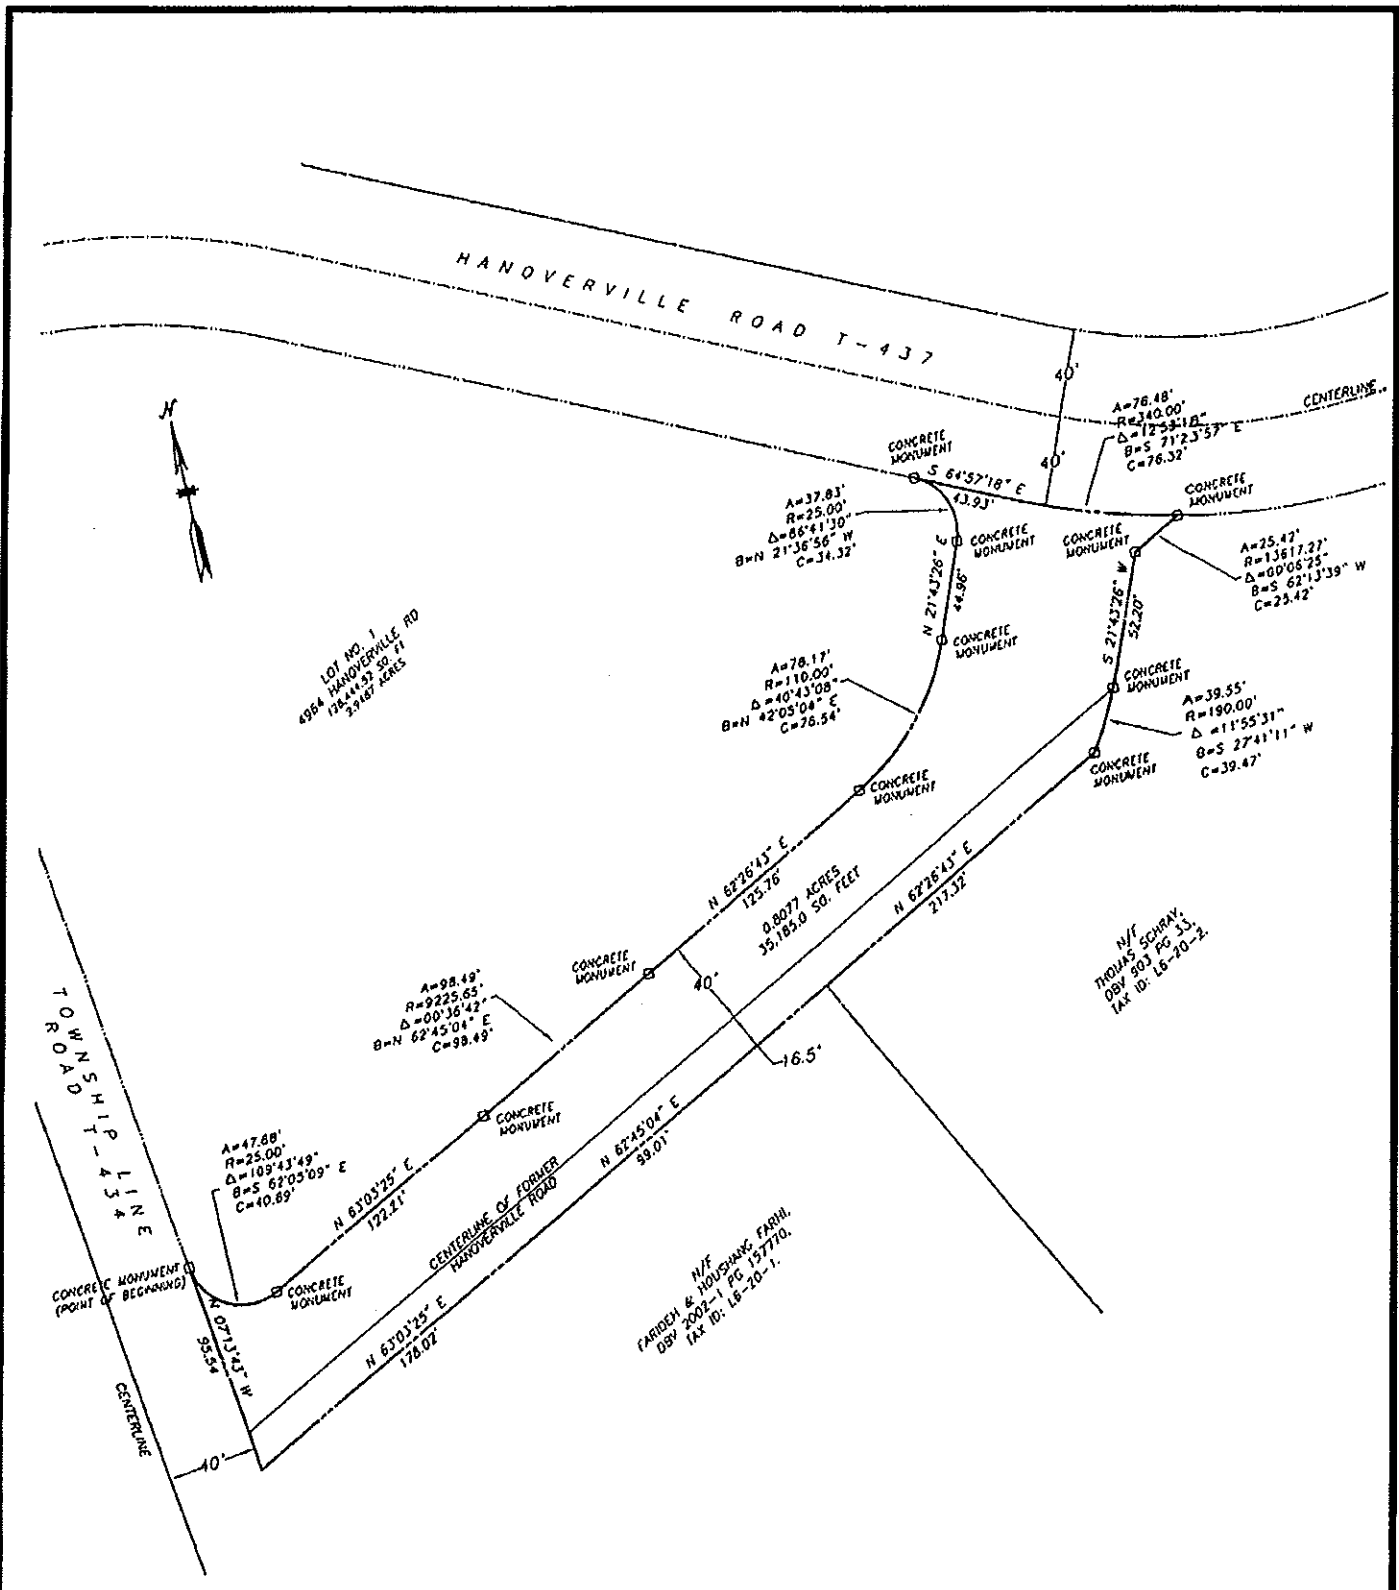 HANOVERVILLE ROAD T-437
40'
40'
A=76.48'
R=340.00'
Δ=12°53'18"
B=S 71°23'57" E
C=76.32'
CENTERLINE
N
CONCRETE
MONUMENT
S 64°57'18" E
43.93'
CONCRETE
MONUMENT
A=37.83'
R=25.00'
Δ=86°41'30"
B=N 21°36'56" W
C=34.32'
CONCRETE
MONUMENT
N 21°43'26" E
44.96'
CONCRETE
MONUMENT
A=25.42'
R=13617.27'
Δ=00°06'25"
B=S 62°13'39" W
C=25.42'
S 21°43'26" W
52.20'
CONCRETE
MONUMENT
LOT NO. 1
4964 HANOVERVILLE RD
128,444.52 SQ. FT
2.9487 ACRES
A=78.17'
R=110.00'
Δ=40°43'08"
B=N 42°05'04" E
C=76.54'
CONCRETE
MONUMENT
A=39.55'
R=190.00'
Δ=11°55'31"
B=S 27°41'11" W
C=39.47'
CONCRETE
MONUMENT
CONCRETE
MONUMENT
N 62°26'43" E
125.76'
0.8077 ACRES
35,185.0 SQ. FEET
N 62°26'43" E
217.32'
N/F
THOMAS SCHRAY,
DBV 903 PG 33,
TAX ID: L6-20-2.
CONCRETE
MONUMENT
40'
16.5'
A=98.49'
R=9225.65'
Δ=00°36'42"
B=N 62°45'04" E
C=98.49'
CONCRETE
MONUMENT
N 62°45'04" E
99.01'
TOWNSHIP LINE
ROAD T-434
A=47.88'
R=25.00'
Δ=109°43'49"
B=S 62°05'09" E
C=40.89'
N 63°03'25" E
122.21'
CENTERLINE OF FORMER
HANOVERVILLE ROAD
N/F
FARIDEH & HOUSHANG FARHI,
DBV 2002-1 PG 157770,
TAX ID: L6-20-1.
CONCRETE MONUMENT
(POINT OF BEGINNING)
CONCRETE
MONUMENT
N 07°13'43" W
95.54
N 63°03'25" E
178.02'
CENTERLINE
40'